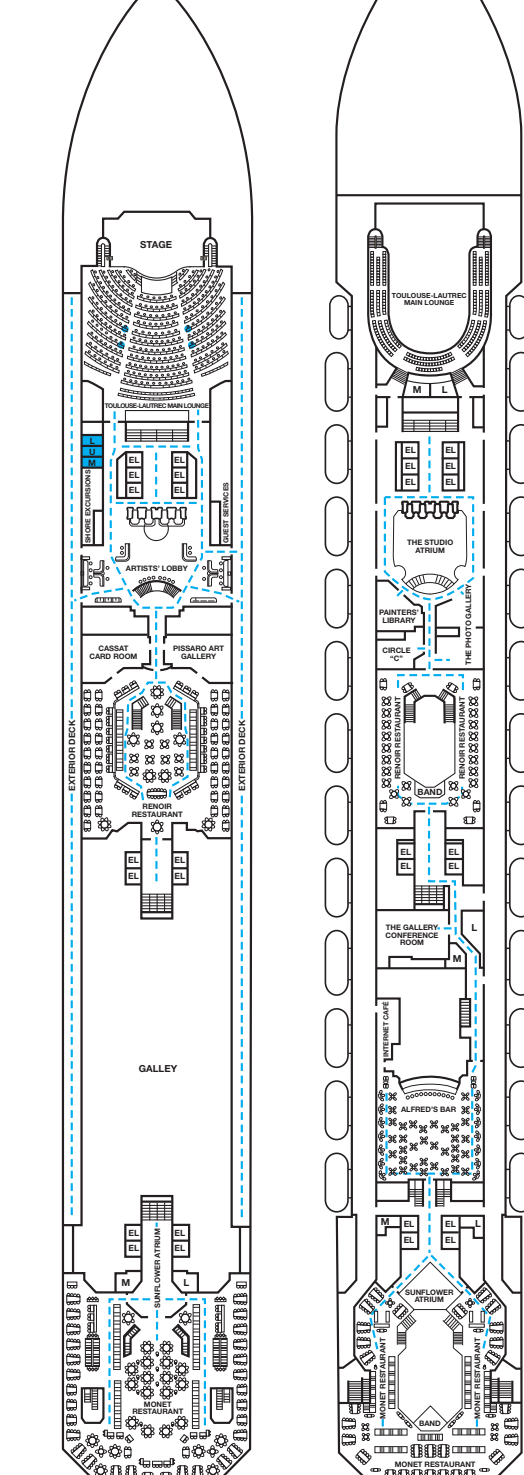 STAGE
TOULOUSE-LAUTREC MAIN LOUNGE
L
U
M
EL
EL
EL
EL
EL
EL
SHORE EXCURSIONS
GUEST SERVICES
ARTISTS' LOBBY
CASSAT
CARD ROOM
PISSARO ART
GALLERY
EXTERIOR DECK
EXTERIOR DECK
RENOIR
RESTAURANT
EL
EL
EL
EL
GALLEY
EL
EL
EL
EL
SUNFLOWER ATRIUM
M
L
MONET
RESTAURANT
TOULOUSE-LAUTREC
MAIN LOUNGE
M
L
EL
EL
EL
EL
EL
EL
THE STUDIO
ATRIUM
PAINTERS'
LIBRARY
THE PHOTO GALLERY
CIRCLE
"C"
RENOIR RESTAURANT
RENOIR RESTAURANT
BAND
EL
EL
EL
EL
THE GALLERY
CONFERENCE
ROOM
L
M
INTERNET CAFÉ
ALFRED'S BAR
M
EL
EL
EL
EL
L
SUNFLOWER
ATRIUM
MONET RESTAURANT
MONET RESTAURANT
BAND
MONET RESTAURANT